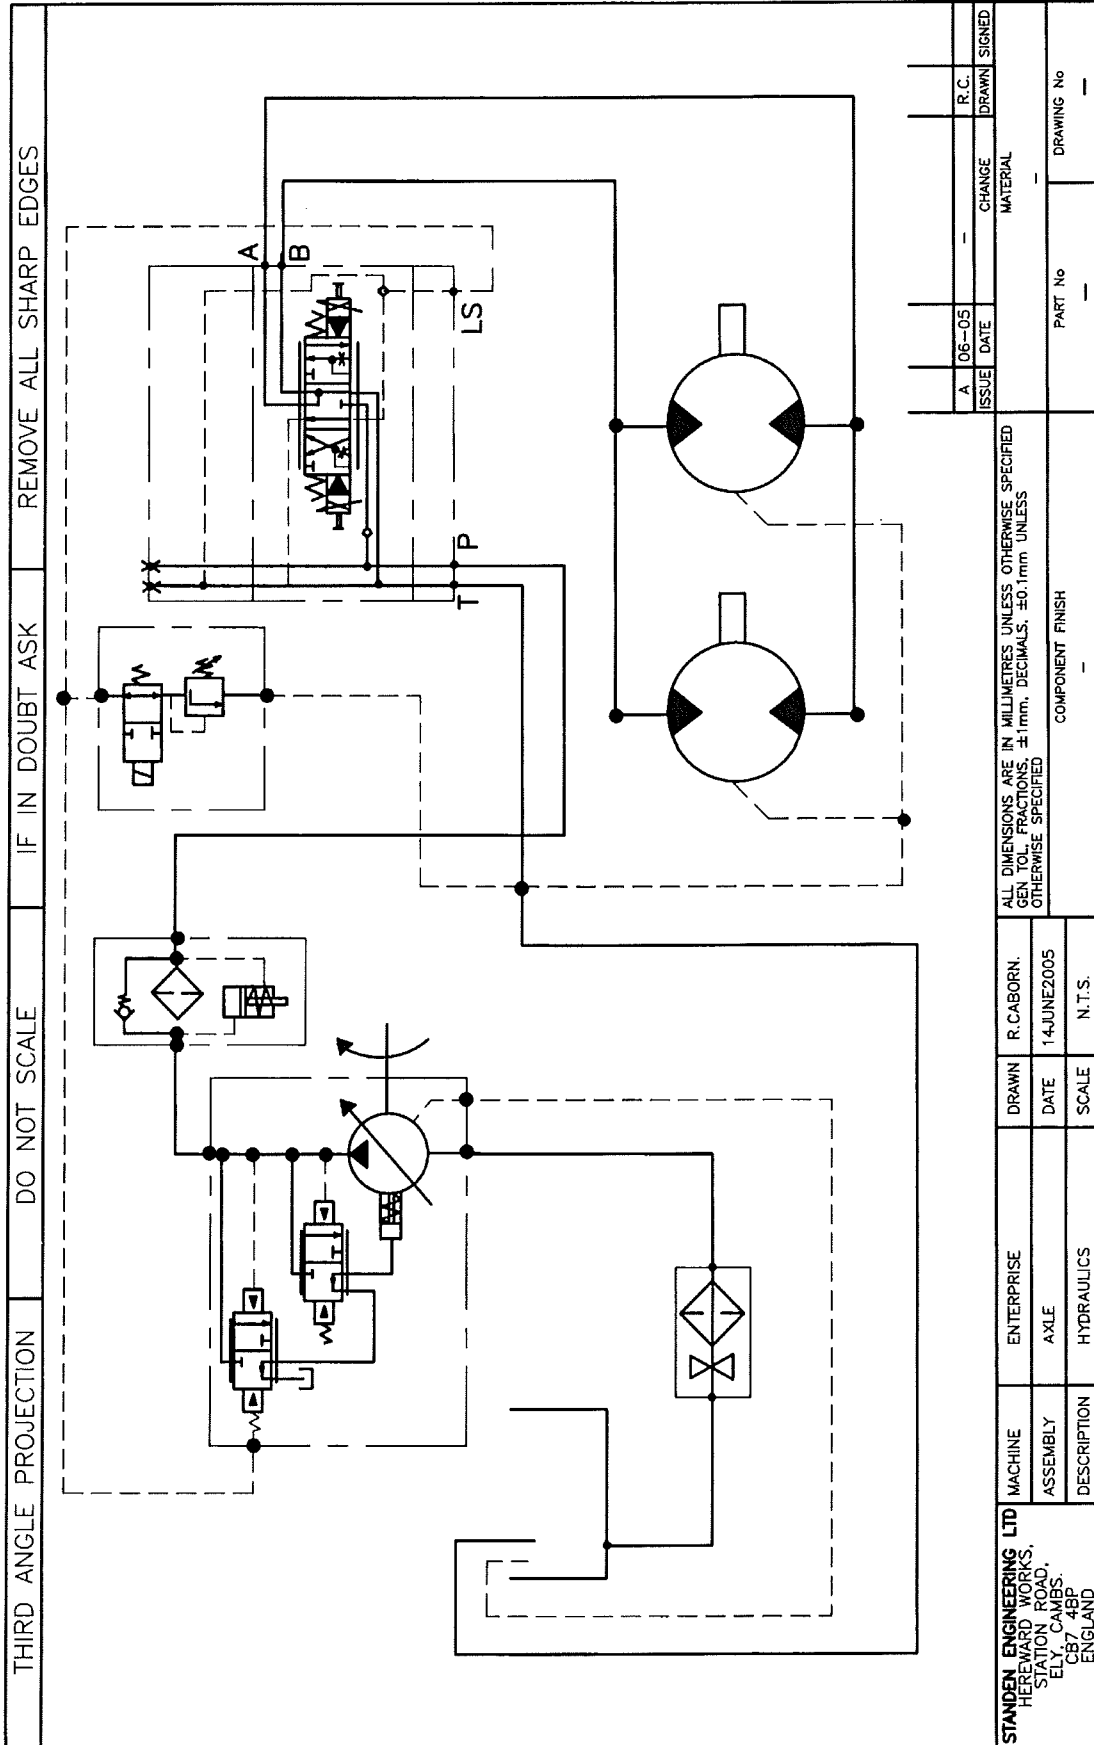 THIRD ANGLE PROJECTION
DO NOT SCALE
IF IN DOUBT ASK
REMOVE ALL SHARP EDGES
A
B
LS
P
T
STANDEN ENGINEERING LTD
HEREWARD WORKS,
STATION ROAD,
ELY, CAMBS.
CB7 4BP
ENGLAND
MACHINE ENTERPRISE
ASSEMBLY AXLE
DESCRIPTION HYDRAULICS
DRAWN R.CABORN.
DATE 14JUNE2005
SCALE N.T.S.
ALL DIMENSIONS ARE IN MILLIMETRES UNLESS OTHERWISE SPECIFIED
GEN TOL. FRACTIONS, ±1mm. DECIMALS, ±0.1mm UNLESS
OTHERWISE SPECIFIED
COMPONENT FINISH
–
A 06–05 – R.C.
ISSUE DATE CHANGE DRAWN SIGNED
MATERIAL
–
PART No
–
DRAWING No
–